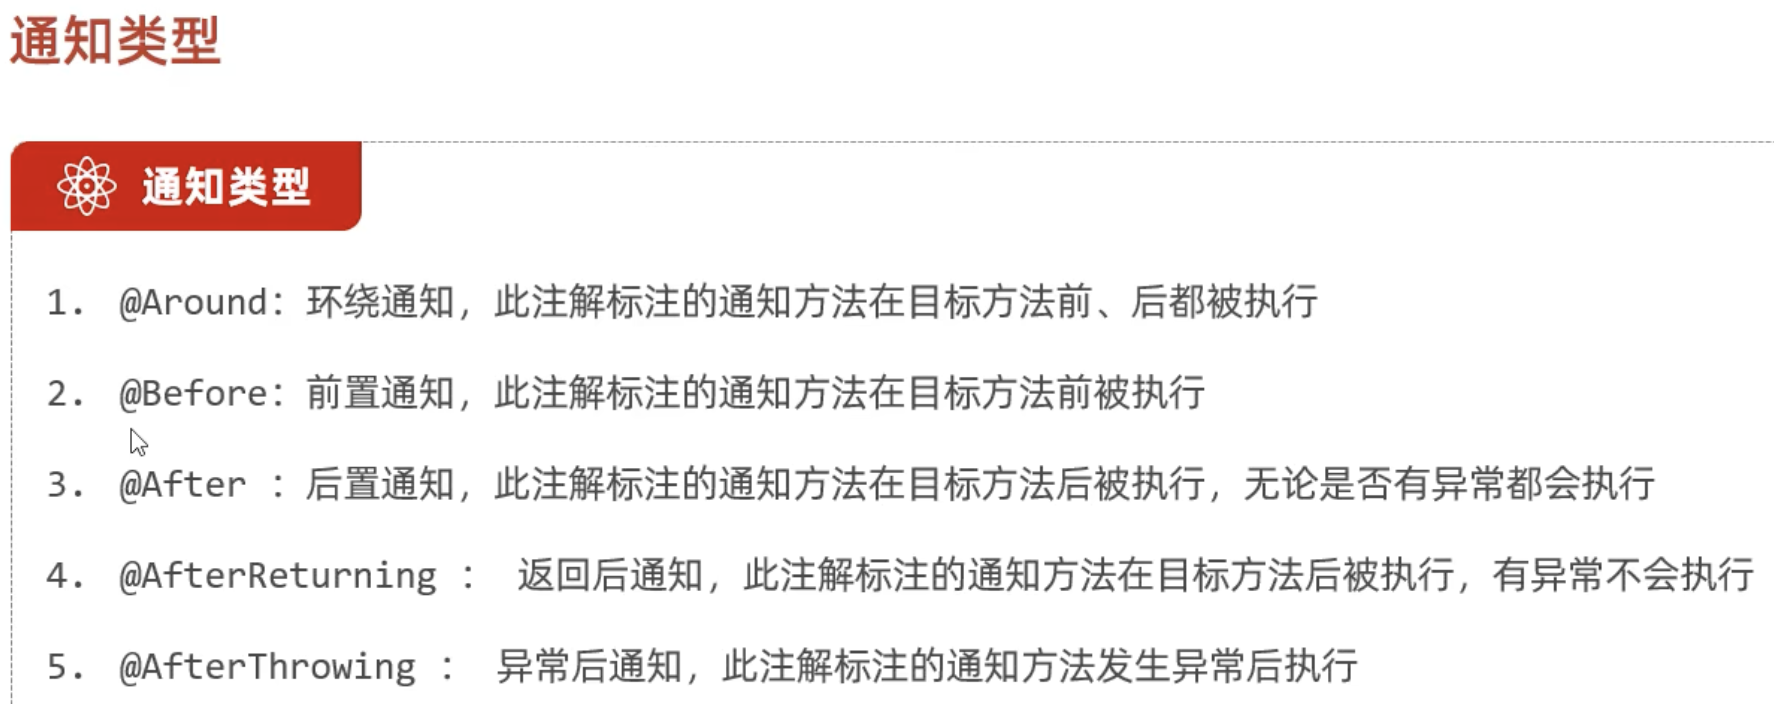 通知类型
通知类型
1. @Around：环绕通知，此注解标注的通知方法在目标方法前、后都被执行
2. @Before：前置通知，此注解标注的通知方法在目标方法前被执行
3. @After ：后置通知，此注解标注的通知方法在目标方法后被执行，无论是否有异常都会执行
4. @AfterReturning ： 返回后通知，此注解标注的通知方法在目标方法后被执行，有异常不会执行
5. @AfterThrowing ： 异常后通知，此注解标注的通知方法发生异常后执行